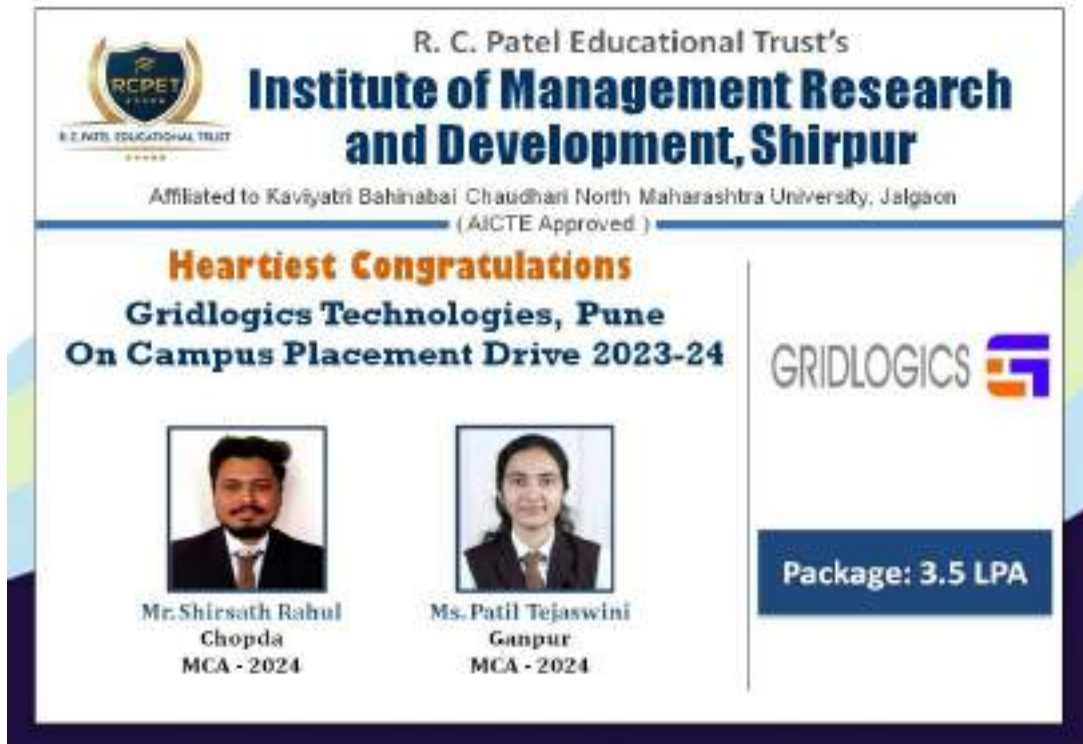 RCPET
R. C. PATEL EDUCATIONAL TRUST
R. C. Patel Educational Trust's
Institute of Management Research
and Development, Shirpur
Affiliated to Kaviyatri Bahinabai Chaudhari North Maharashtra University, Jalgaon
( AICTE Approved )
Heartiest Congratulations
Gridlogics Technologies, Pune
On Campus Placement Drive 2023-24
GRIDLOGICS
Package: 3.5 LPA
Mr.Shirsath Rahul
Chopda
MCA - 2024
Ms.Patil Tejaswini
Ganpur
MCA - 2024